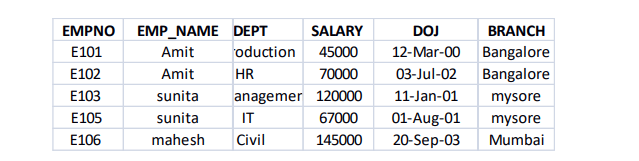 EMPNO EMP_NAME DEPT SALARY DOJ BRANCH
E101 Amit oduction 45000 12-Mar-00 Bangalore
E102 Amit HR 70000 03-Jul-02 Bangalore
E103 sunita anagemer 120000 11-Jan-01 mysore
E105 sunita IT 67000 01-Aug-01 mysore
E106 mahesh Civil 145000 20-Sep-03 Mumbai